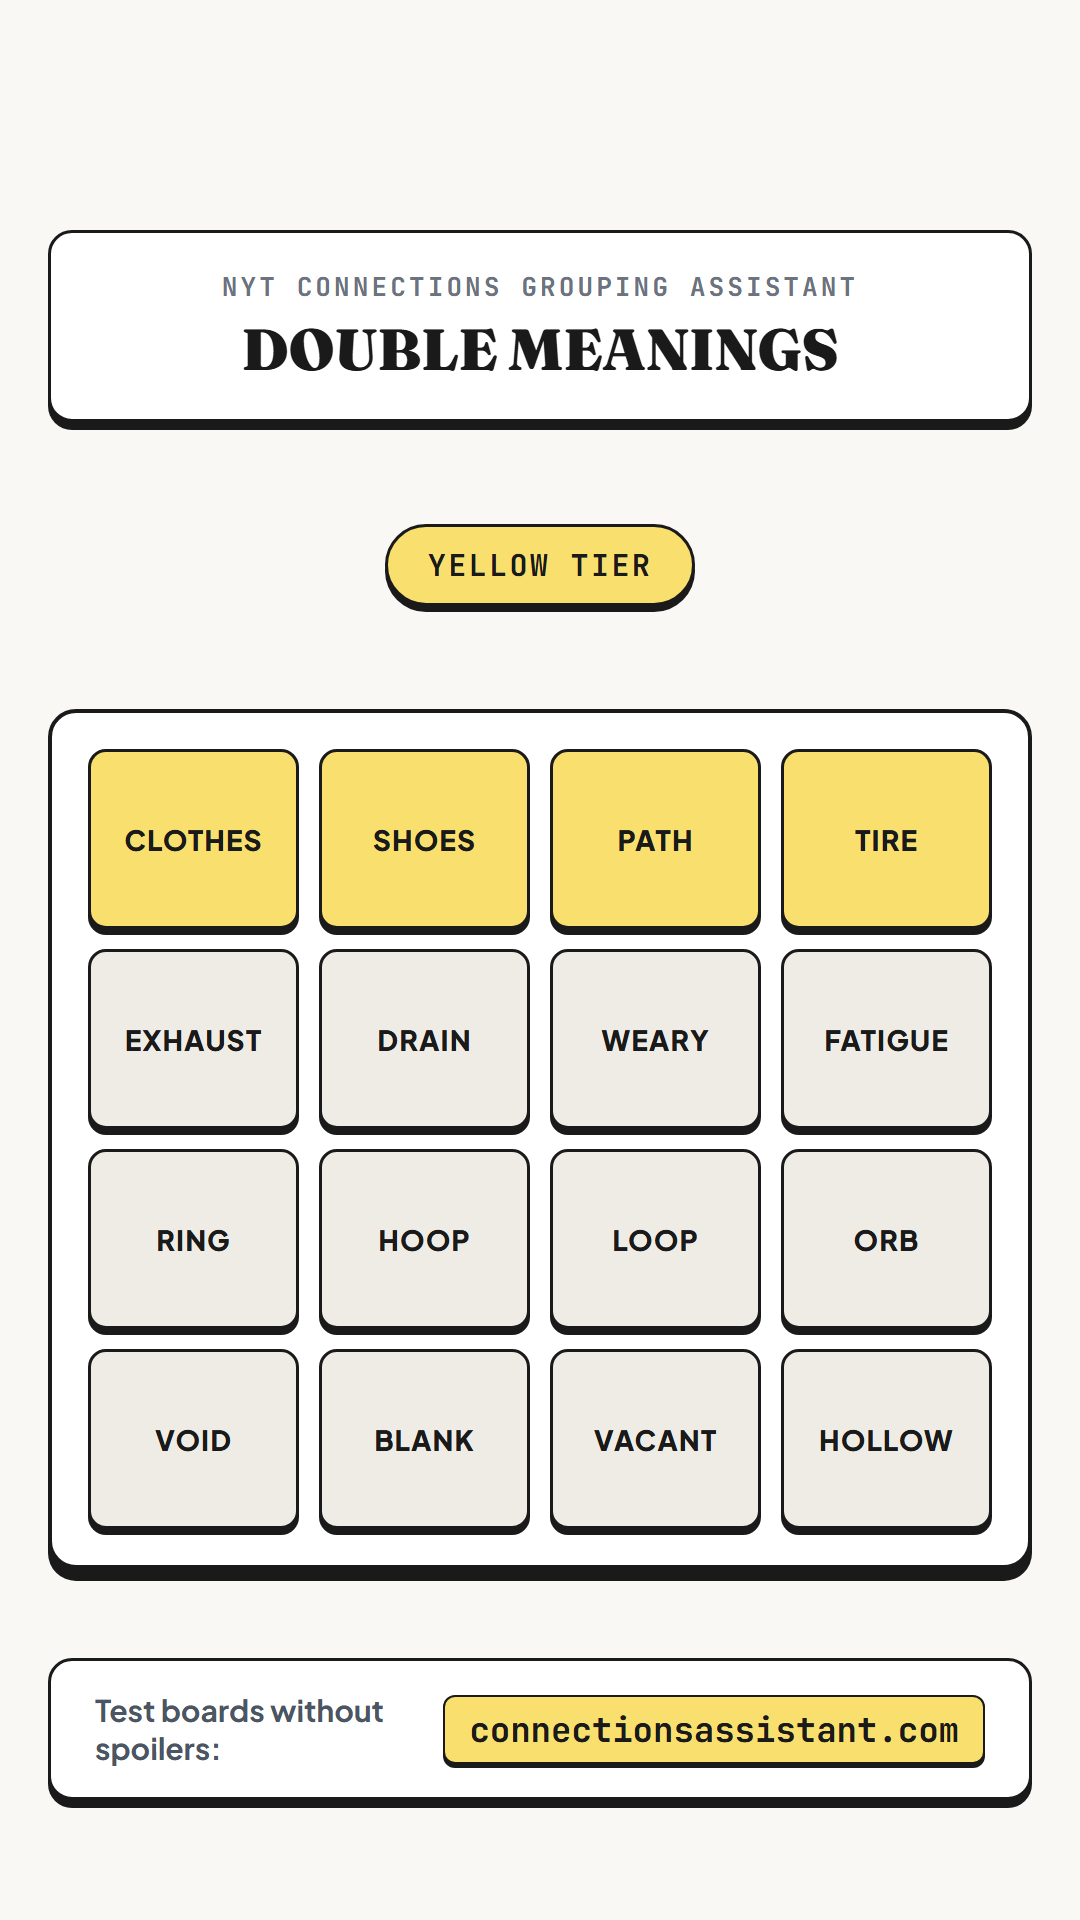 NYT CONNECTIONS GROUPING ASSISTANT
DOUBLE MEANINGS
YELLOW TIER
CLOTHES SHOES PATH TIRE
EXHAUST DRAIN WEARY FATIGUE
RING HOOP LOOP ORB
VOID BLANK VACANT HOLLOW
Test boards without
spoilers:
connectionsassistant.com